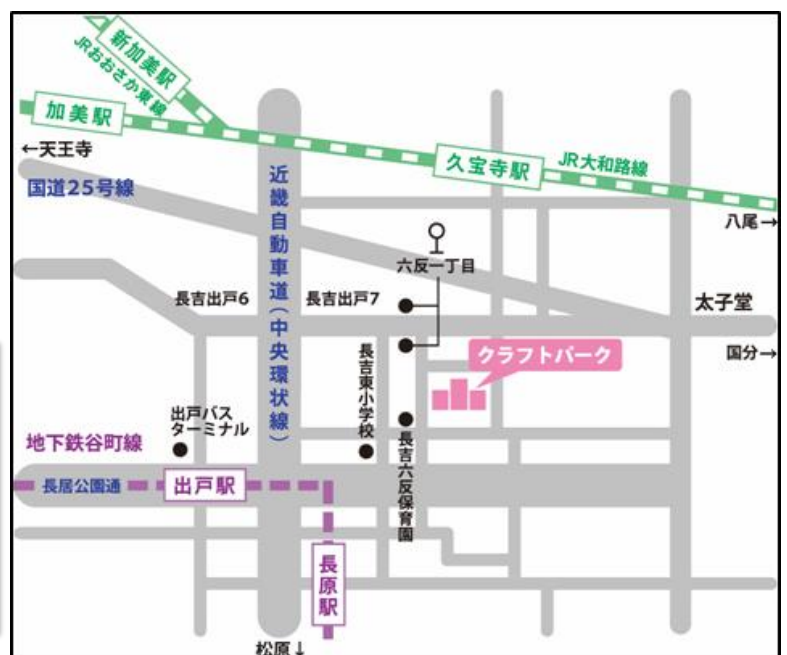 新加美駅
JRおおさか東線
加美駅
←天王寺
久宝寺駅
JR大和路線
国道25号線
近畿自動車道(中央環状線)
八尾→
六反一丁目
長吉出戸6
長吉出戸7
太子堂
国分→
クラフトパーク
長吉東小学校
出戸バス
ターミナル
地下鉄谷町線
長吉六反保育園
長居公園通
出戸駅
長原駅
松原↓